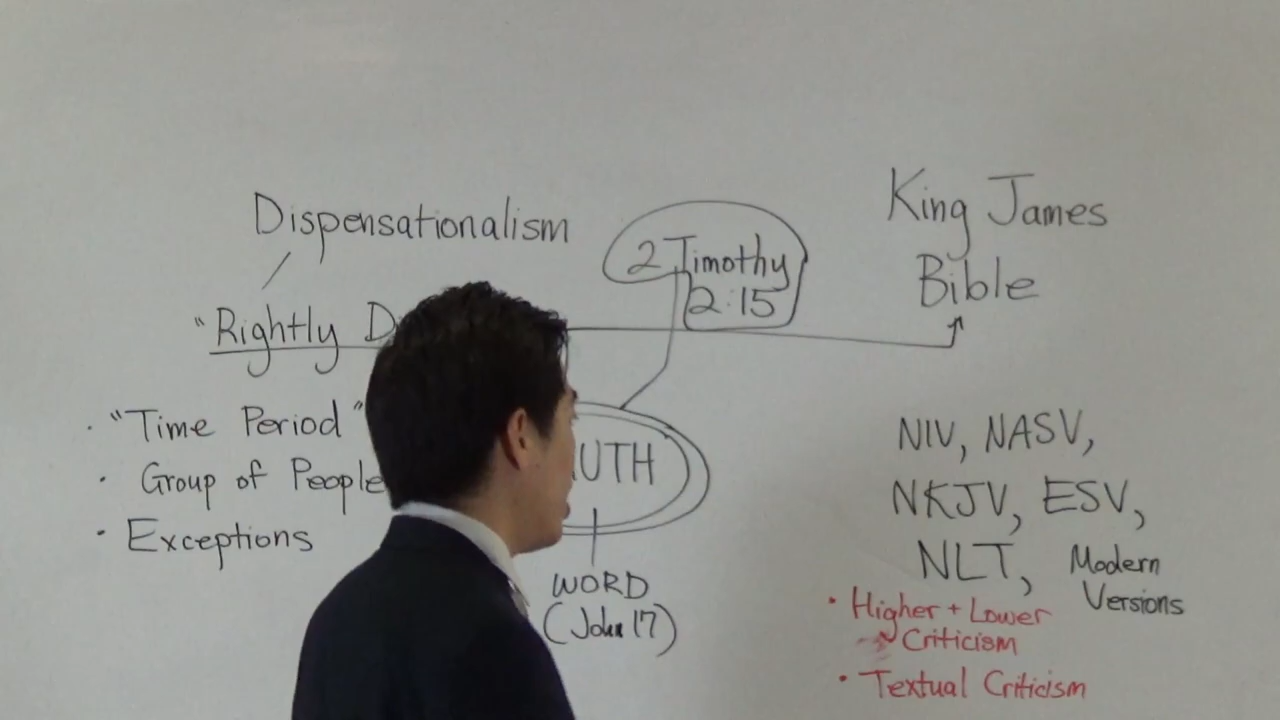 Dispensationalism
"Rightly D
"Time Period"
Group of People
Exceptions
2 Timothy
2:15
UTH
WORD
(John 17)
King James
Bible
NIV, NASV,
NKJV, ESV,
NLT, Modern
Versions
• Higher + Lower
Criticism
• Textual Criticism